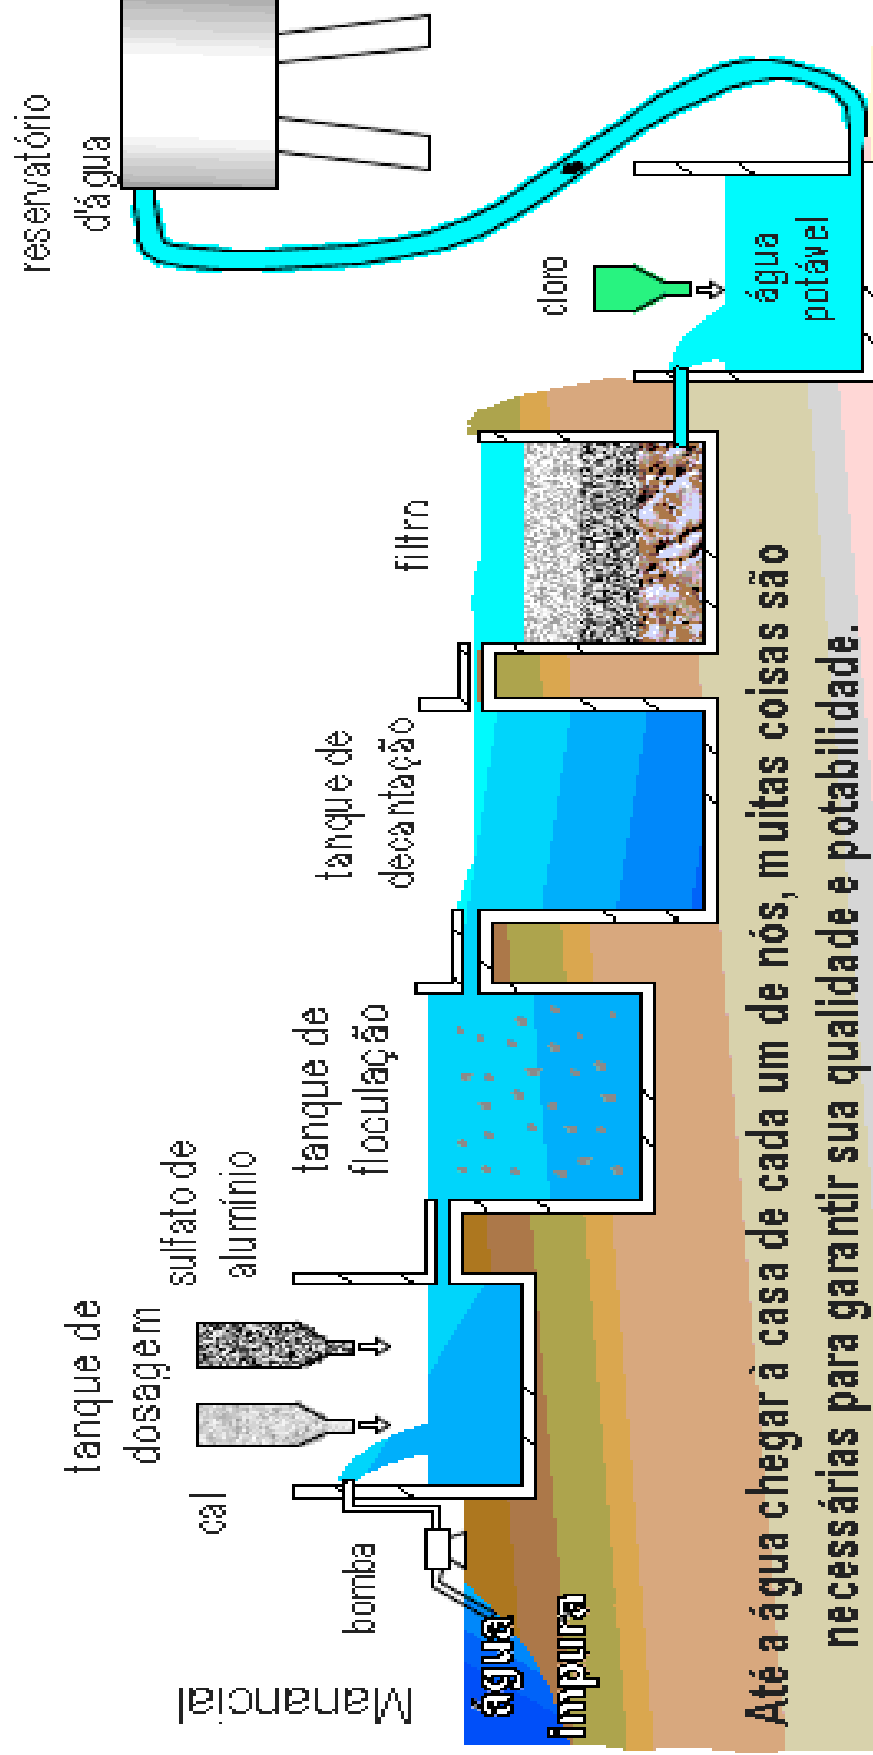 Manancial
água
impura
bomba
cal
tanque de
dosagem
sulfato de
alumínio
tanque de
floculação
tanque de
decantação
filtro
cloro
água
potável
reservatório
d'água
Até a água chegar à casa de cada um de nós, muitas coisas são
necessárias para garantir sua qualidade e potabilidade.